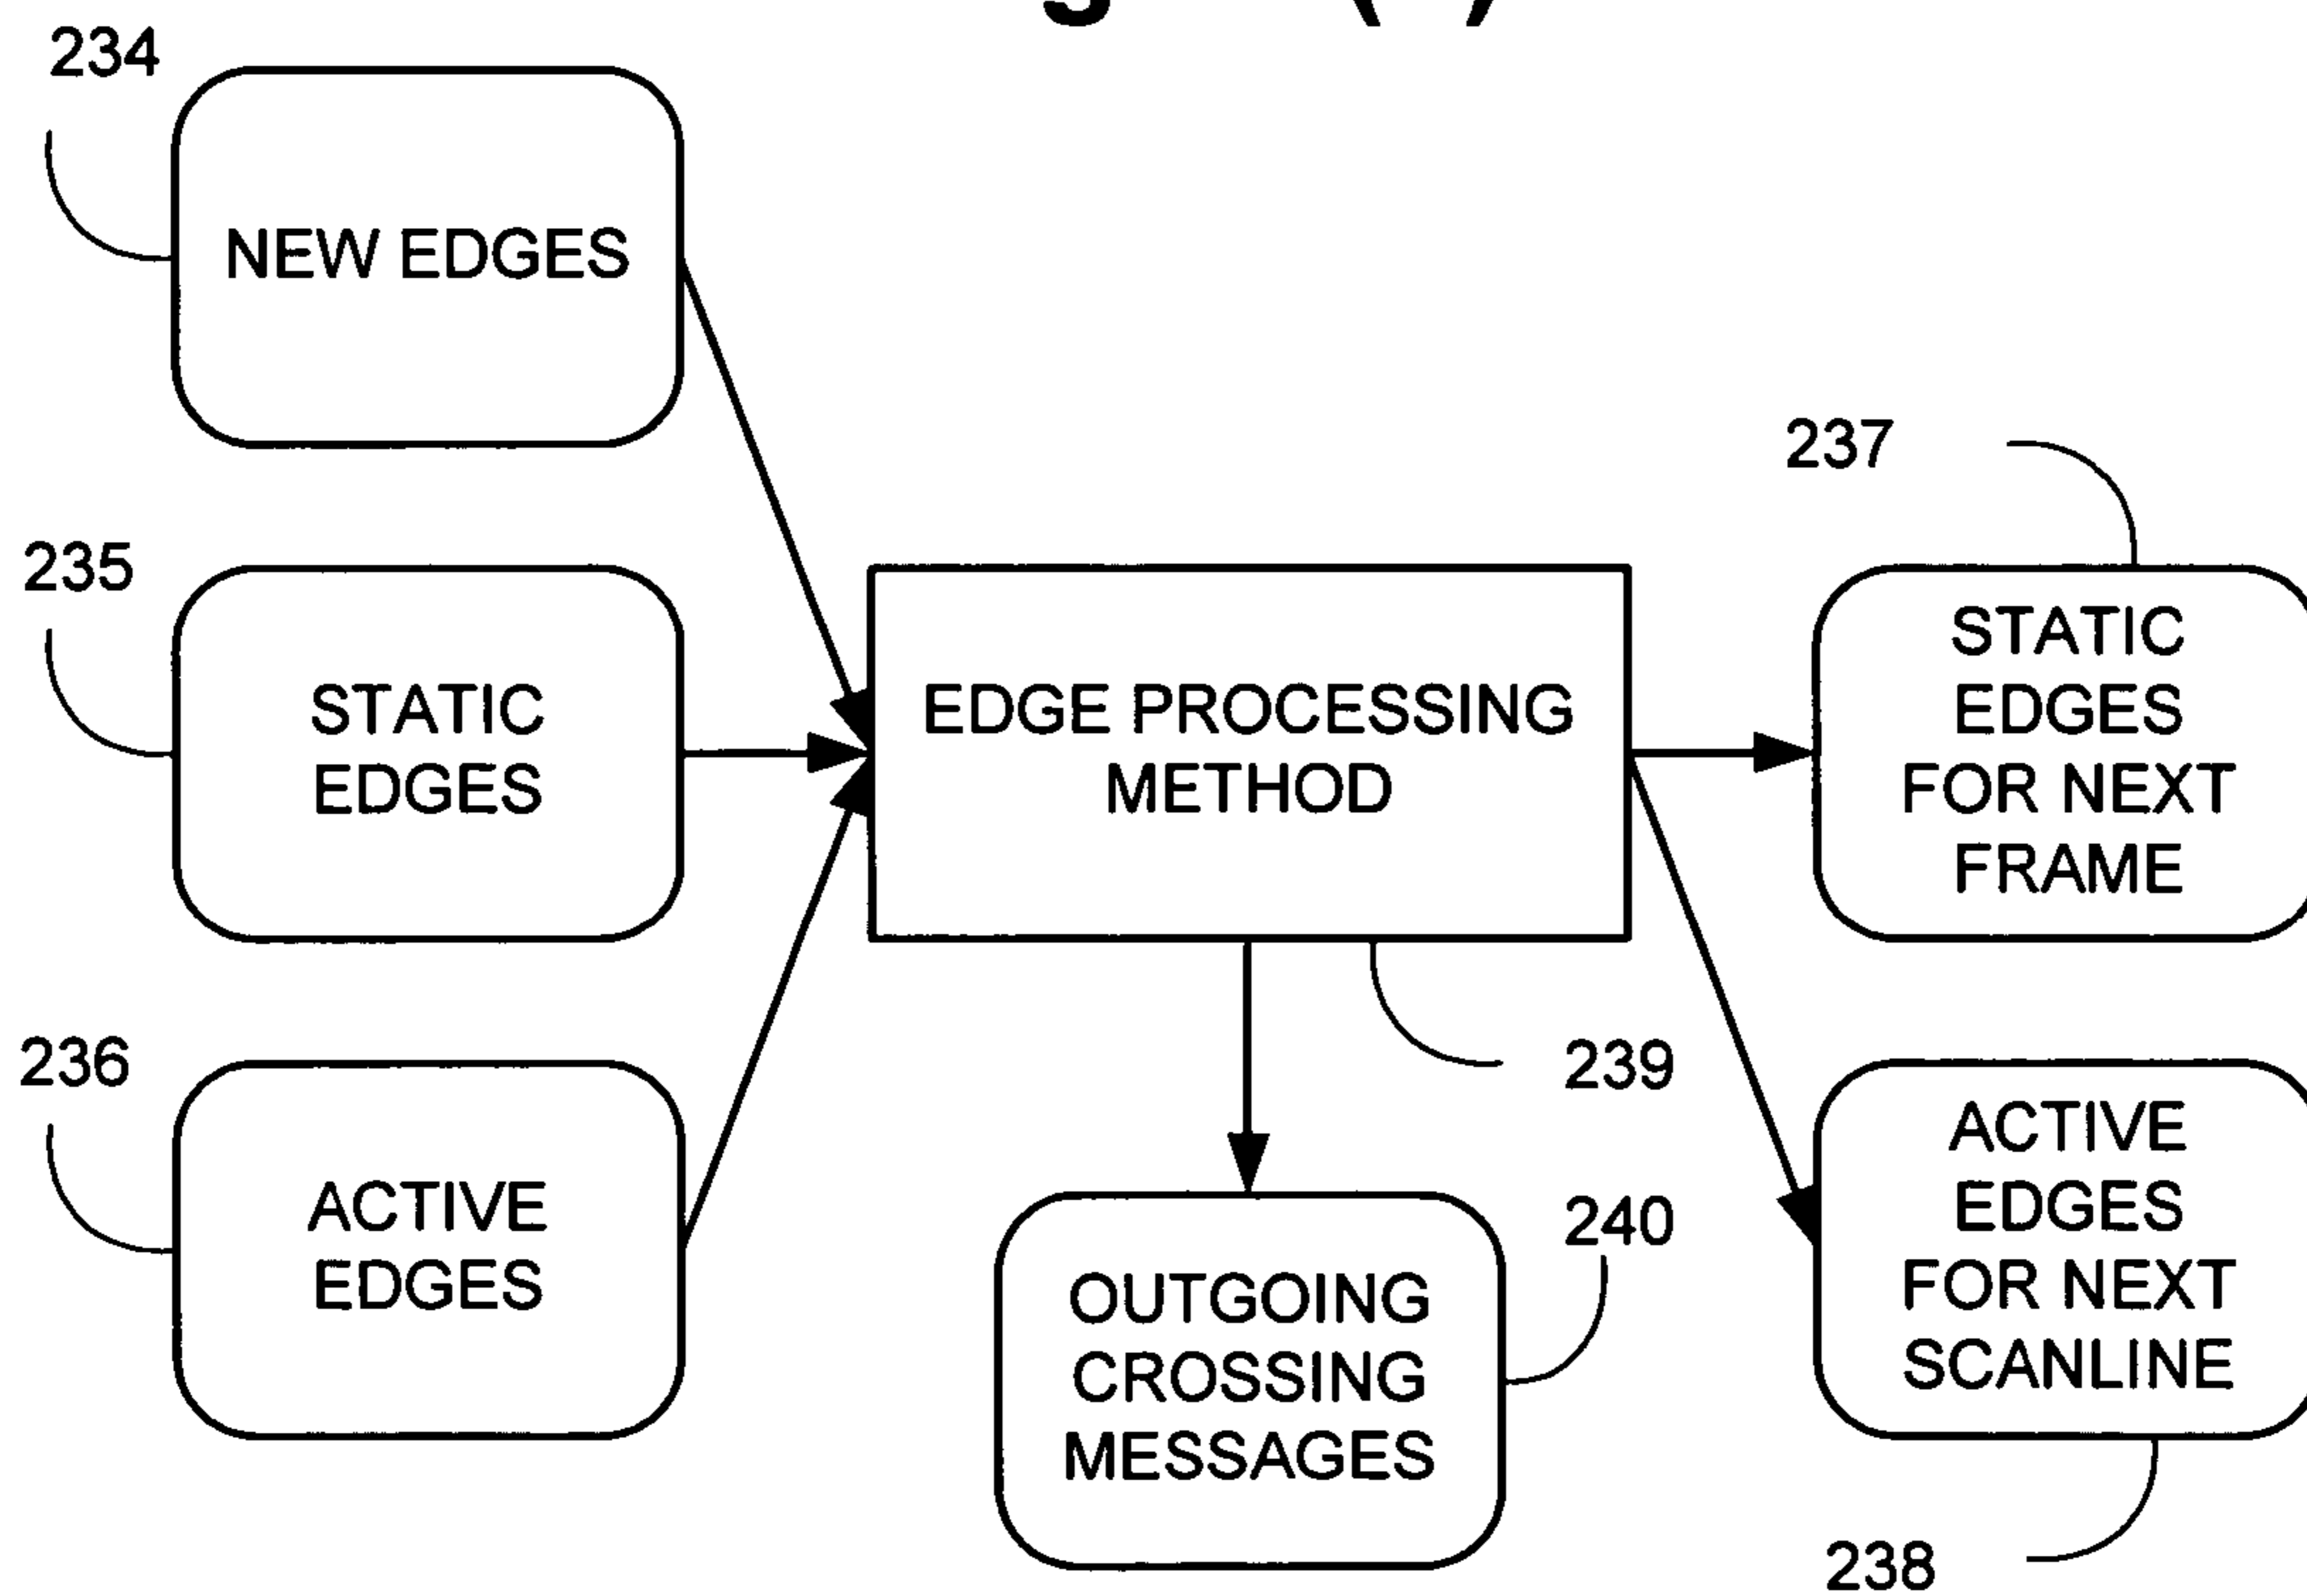 234
NEW EDGES
235
STATIC
EDGES
236
ACTIVE
EDGES
EDGE PROCESSING
METHOD
239
OUTGOING
CROSSING
MESSAGES
240
237
STATIC
EDGES
FOR NEXT
FRAME
ACTIVE
EDGES
FOR NEXT
SCANLINE
238